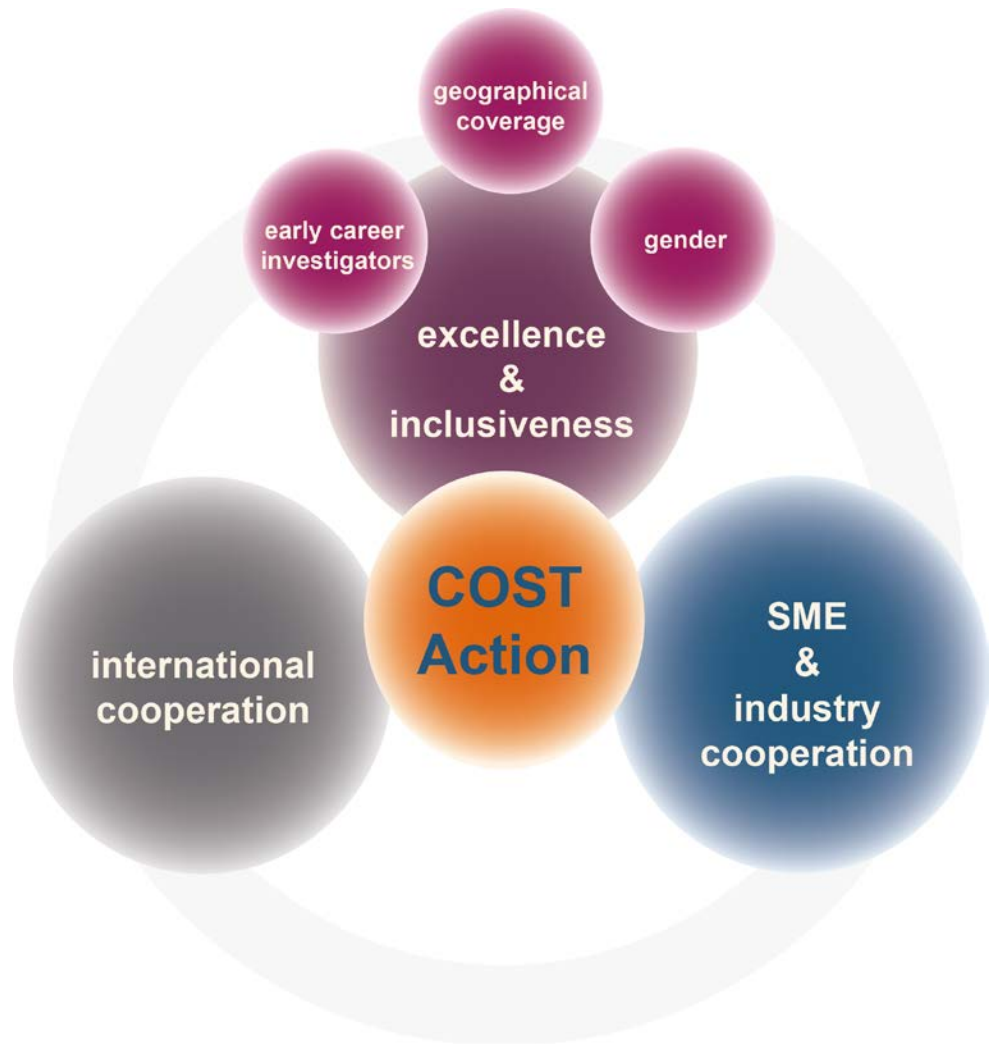 geographical
coverage
early career
investigators
gender
excellence
&
inclusiveness
COST
Action
international
cooperation
SME
&
industry
cooperation